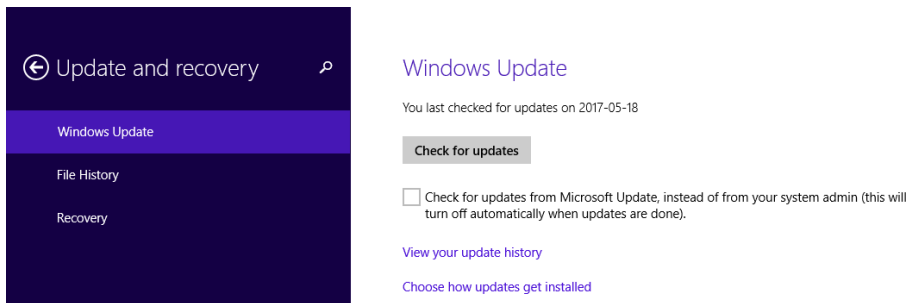 Update and recovery
Windows Update
File History
Recovery
Windows Update
You last checked for updates on 2017-05-18
Check for updates
Check for updates from Microsoft Update, instead of from your system admin (this will
turn off automatically when updates are done).
View your update history
Choose how updates get installed